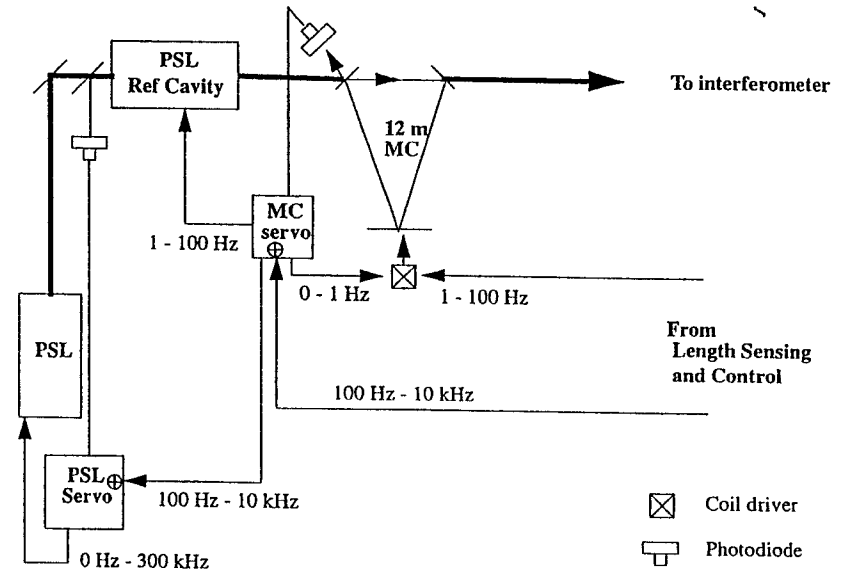 PSL
Ref Cavity
To interferometer
12 m
MC
MC
servo
1 - 100 Hz
0 - 1 Hz
1 - 100 Hz
PSL
From
Length Sensing
and Control
100 Hz - 10 kHz
PSL
Servo
100 Hz - 10 kHz
Coil driver
Photodiode
0 Hz - 300 kHz